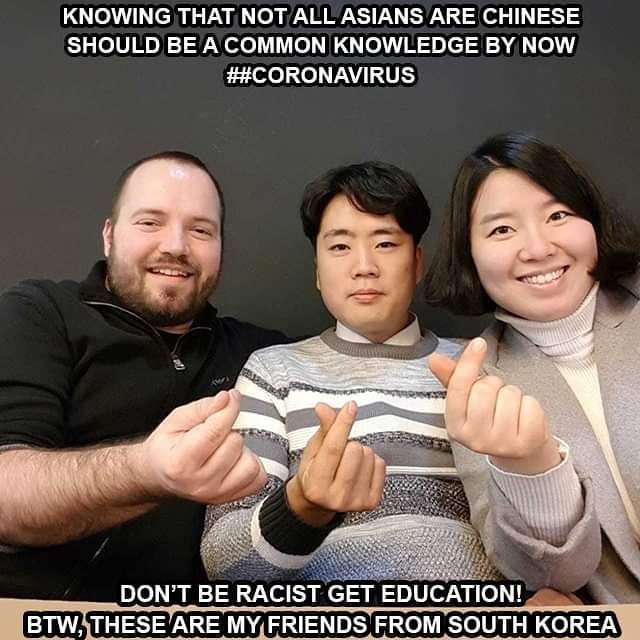 KNOWING THAT NOT ALL ASIANS ARE CHINESE
SHOULD BE A COMMON KNOWLEDGE BY NOW
##CORONAVIRUS
DON'T BE RACIST GET EDUCATION!
BTW, THESE ARE MY FRIENDS FROM SOUTH KOREA